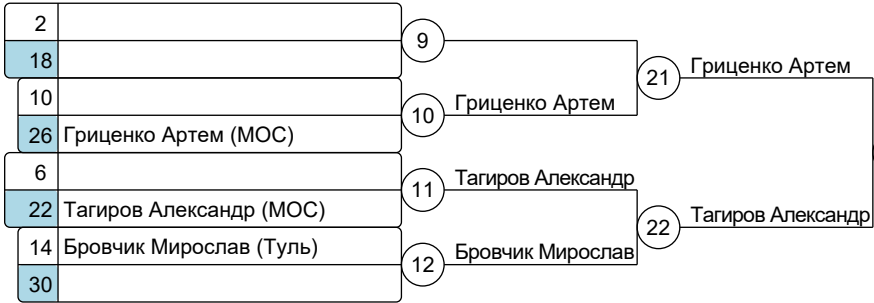 2
18
9
10
26 Гриценко Артем (МОС)
10 Гриценко Артем
21 Гриценко Артем
6
22 Тагиров Александр (МОС)
11 Тагиров Александр
14 Бровчик Мирослав (Туль)
30
12 Бровчик Мирослав
22 Тагиров Александр